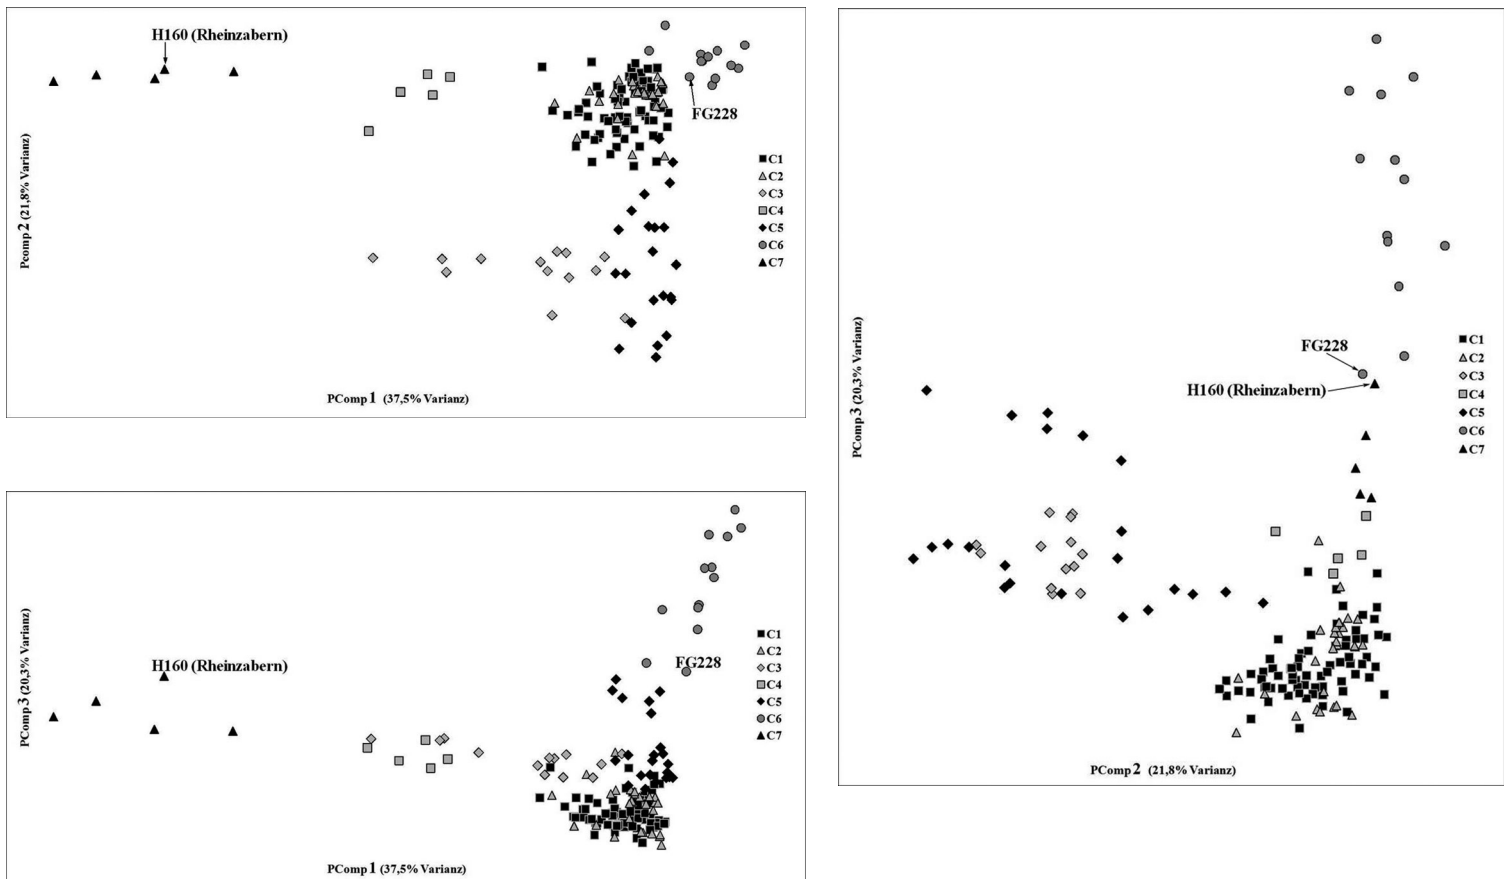 H160 (Rheinzabern)
FG228
Pcomp 2 (21,8% Varianz)
C1
C2
C3
C4
C5
C6
C7
PComp 1 (37,5% Varianz)
H160 (Rheinzabern)
FG228
PComp 3 (20,3% Varianz)
C1
C2
C3
C4
C5
C6
C7
PComp 1 (37,5% Varianz)
FG228
H160 (Rheinzabern)
PComp 3 (20,3% Varianz)
C1
C2
C3
C4
C5
C6
C7
PComp 2 (21,8% Varianz)